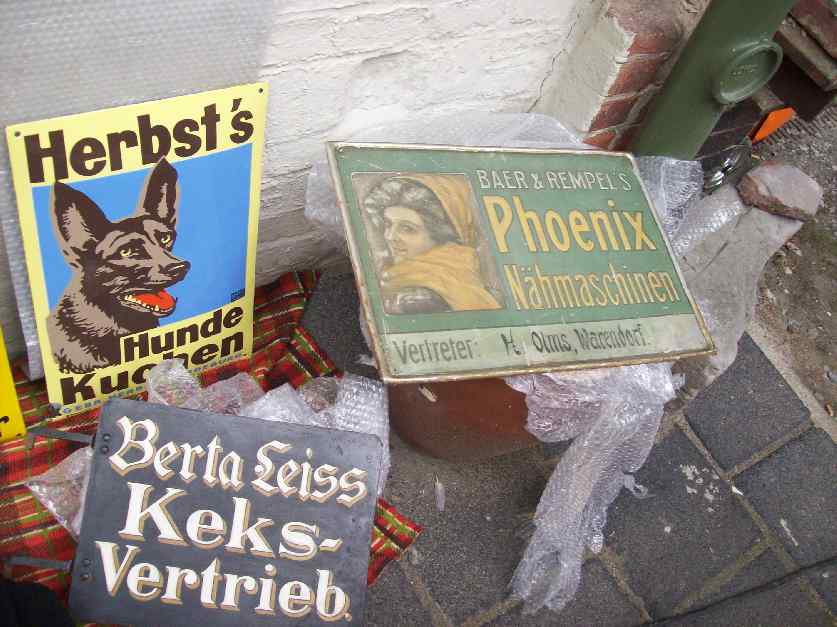 Herbst's
Hunde
Kuchen
BAER & REMPEL'S
Phoenix
Nähmaschinen
Vertreter: H. Olms, Warendorf.
Berta Leiss
Keks-
Vertrieb.